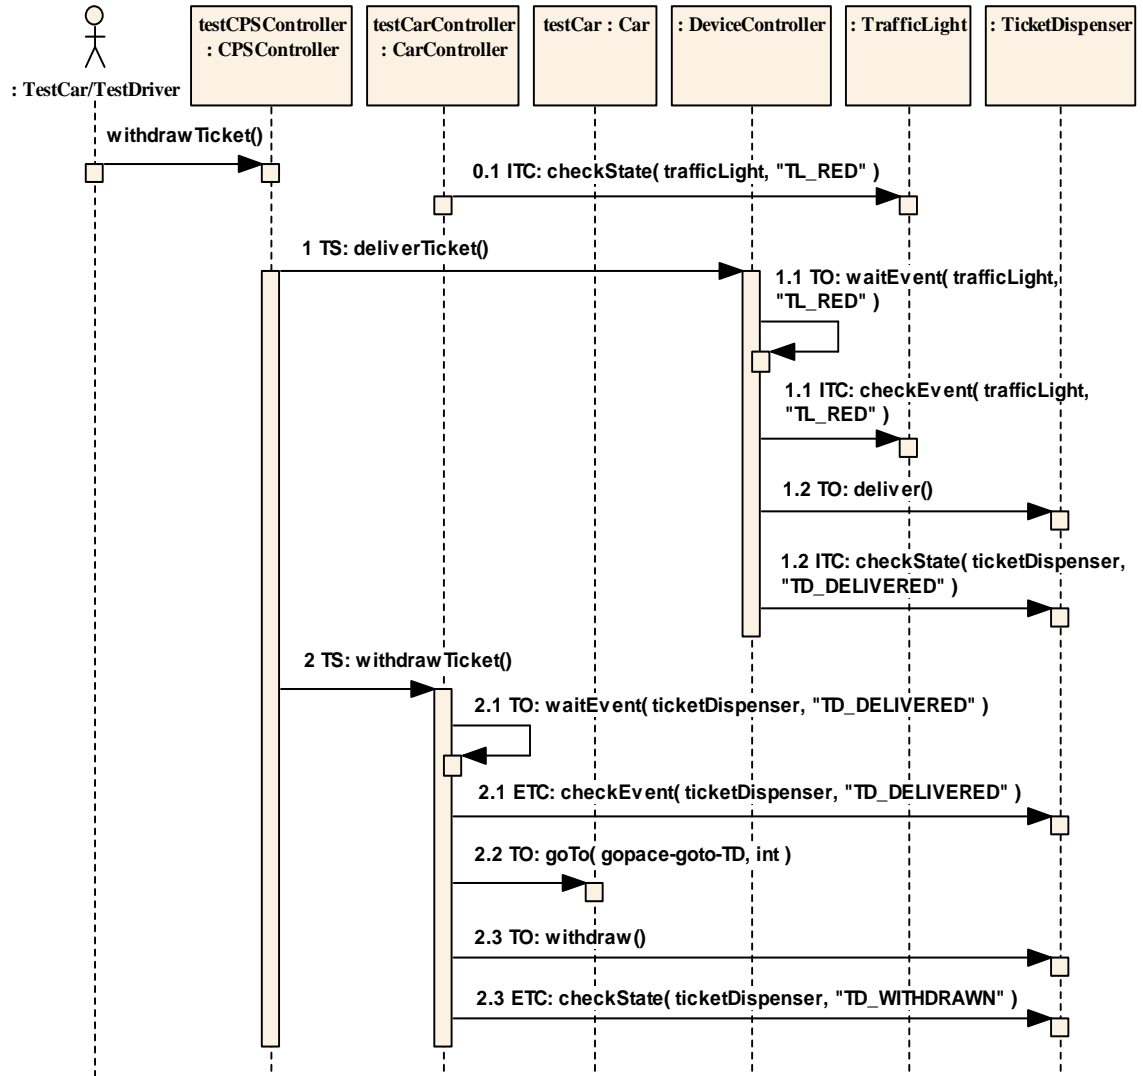 testCPSController
: CPSController
testCarController
: CarController
testCar : Car
: DeviceController
: TrafficLight
: TicketDispenser
: TestCar/TestDriver
withdrawTicket()
0.1 ITC: checkState( trafficLight, "TL_RED" )
1 TS: deliverTicket()
1.1 TO: waitEvent( trafficLight,
"TL_RED" )
1.1 ITC: checkEvent( trafficLight,
"TL_RED" )
1.2 TO: deliver()
1.2 ITC: checkState( ticketDispenser,
"TD_DELIVERED" )
2 TS: withdrawTicket()
2.1 TO: waitEvent( ticketDispenser, "TD_DELIVERED" )
2.1 ETC: checkEvent( ticketDispenser, "TD_DELIVERED" )
2.2 TO: goTo( gopace-goto-TD, int )
2.3 TO: withdraw()
2.3 ETC: checkState( ticketDispenser, "TD_WITHDRAWN" )